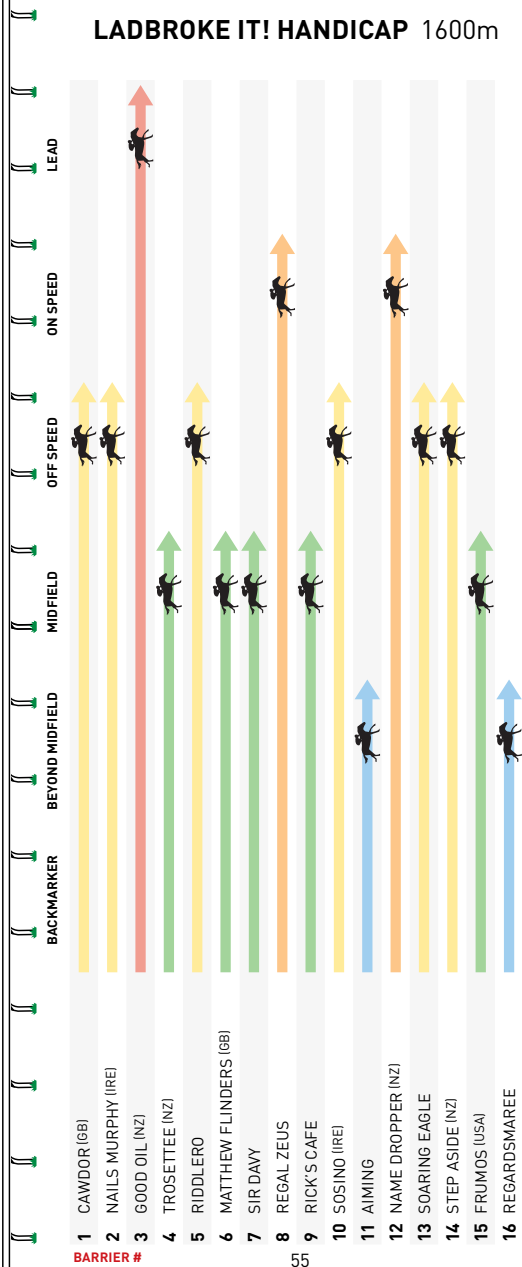 LADBROKE IT! HANDICAP 1600m
LEAD
ON SPEED
OFF SPEED
MIDFIELD
BEYOND MIDFIELD
BACKMARKER
1 CAWDOR (GB)
2 NAILS MURPHY (IRE)
3 GOOD OIL (NZ)
4 TROSETTEE (NZ)
5 RIDDLERO
6 MATTHEW FLINDERS (GB)
7 SIR DAVY
8 REGAL ZEUS
9 RICK'S CAFE
10 SOSINO (IRE)
11 AIMING
12 NAME DROPPER (NZ)
13 SOARING EAGLE
14 STEP ASIDE (NZ)
15 FRUMOS (USA)
16 REGARDSMAREE
BARRIER #
55